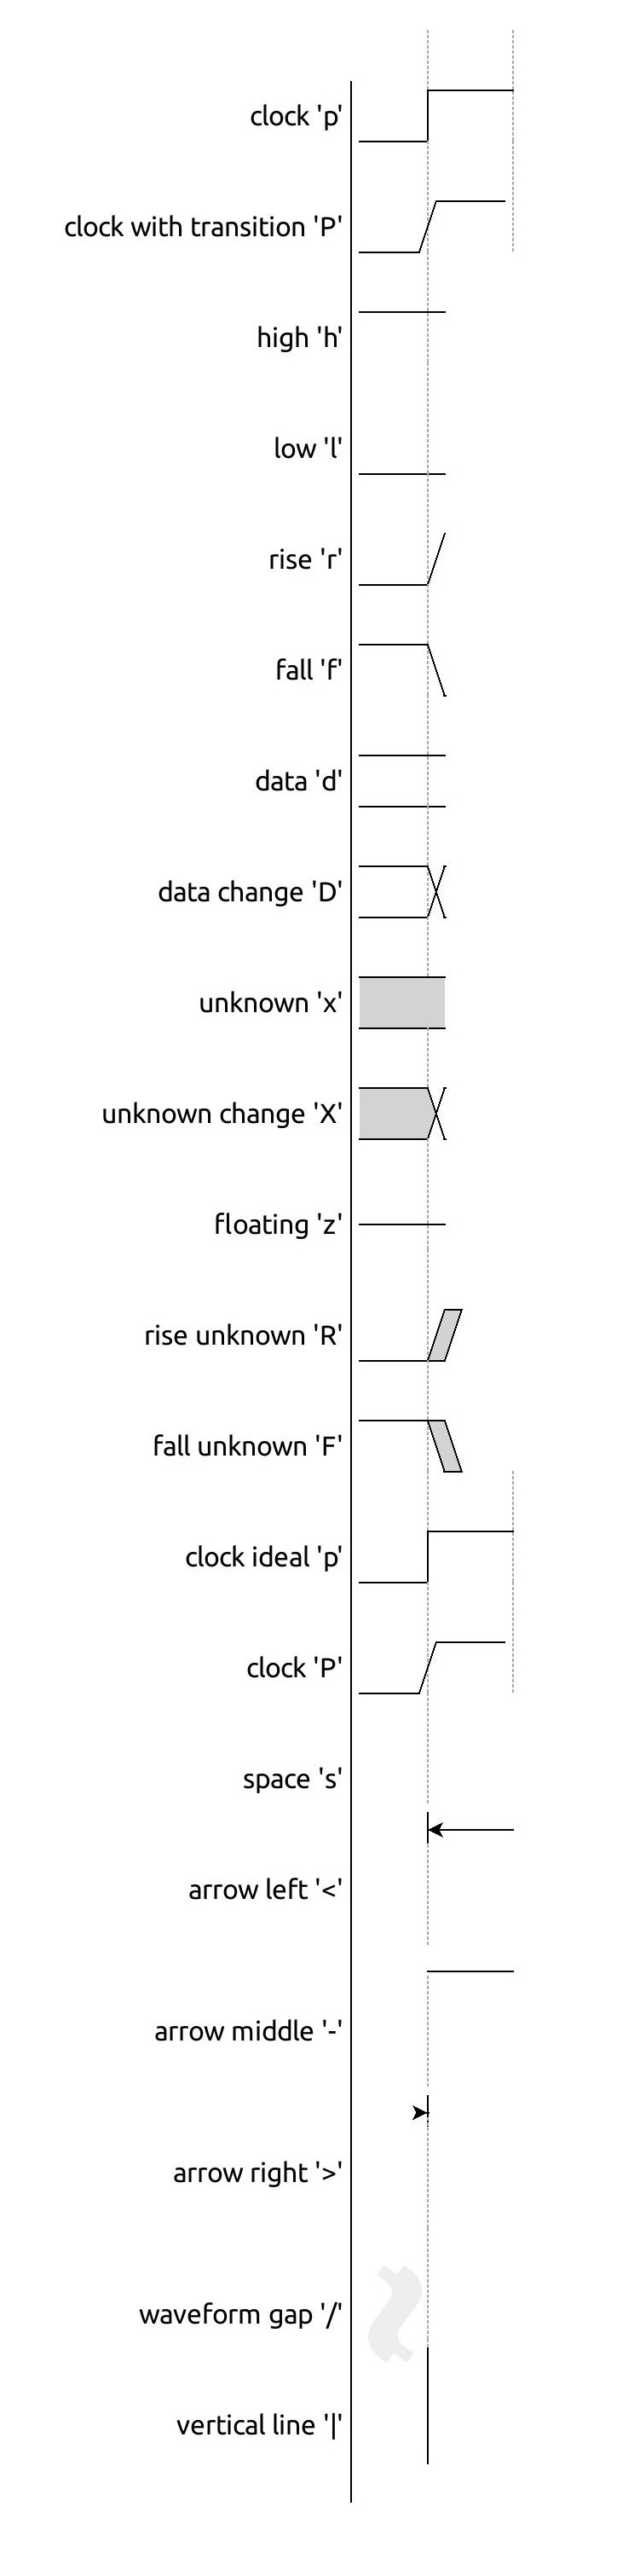 clock 'p'
clock with transition 'P'
high 'h'
low 'l'
rise 'r'
fall 'f'
data 'd'
data change 'D'
unknown 'x'
unknown change 'X'
floating 'z'
rise unknown 'R'
fall unknown 'F'
clock ideal 'p'
clock 'P'
space 's'
arrow left '<'
arrow middle '-'
arrow right '>'
waveform gap '/'
vertical line '|'